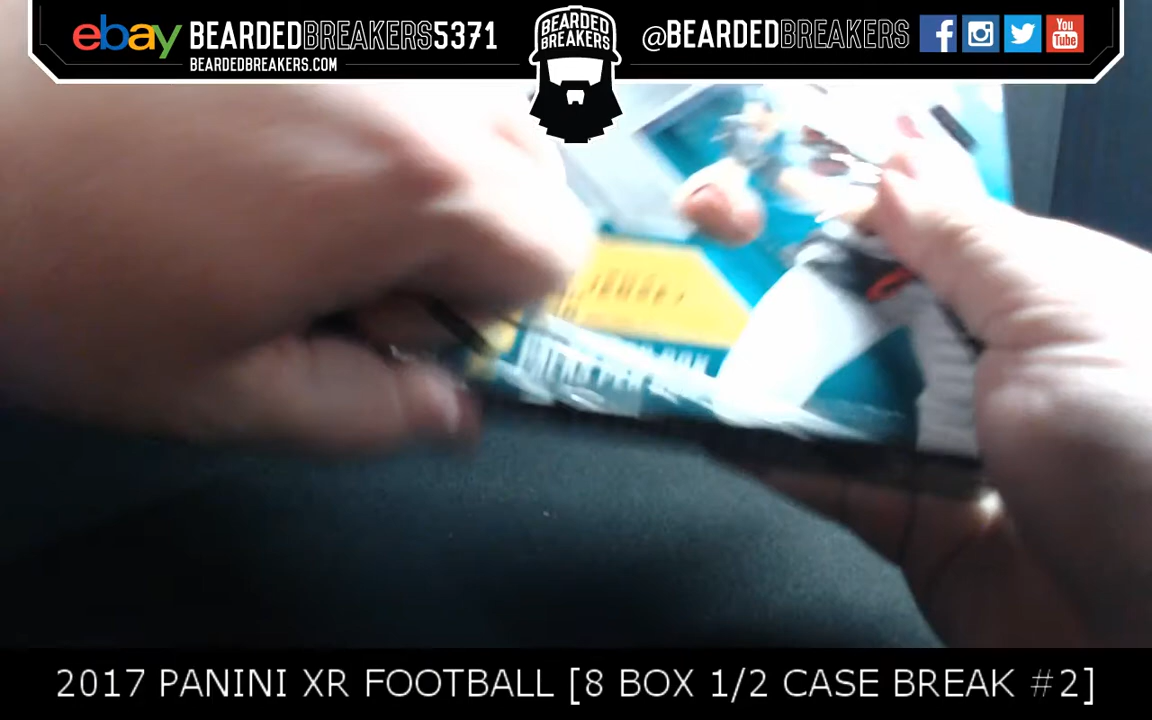 ebay BEARDEDBREAKERS5371
BEARDEDBREAKERS.COM
BEARDED
BREAKERS
@BEARDEDBREAKERS
You
Tube
JERSEY
2017 PANINI XR FOOTBALL [8 BOX 1/2 CASE BREAK #2]